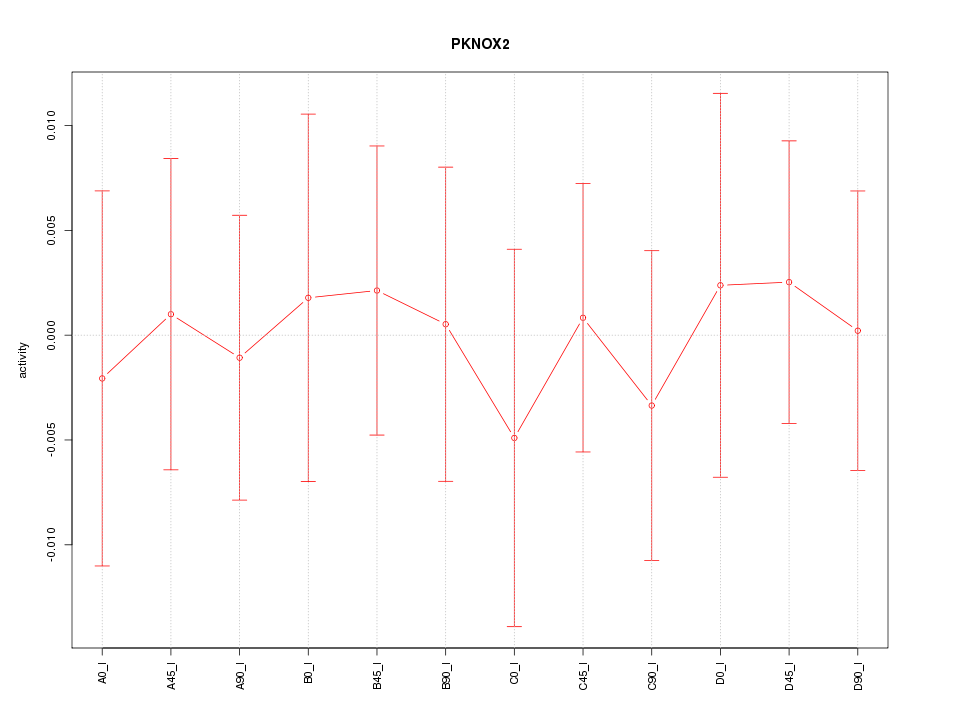 PKNOX2
activity
0.010
0.005
0.000
-0.005
-0.010
A0_I
A45_I
A90_I
B0_I
B45_I
B90_I
C0_I
C45_I
C90_I
D0_I
D45_I
D90_I